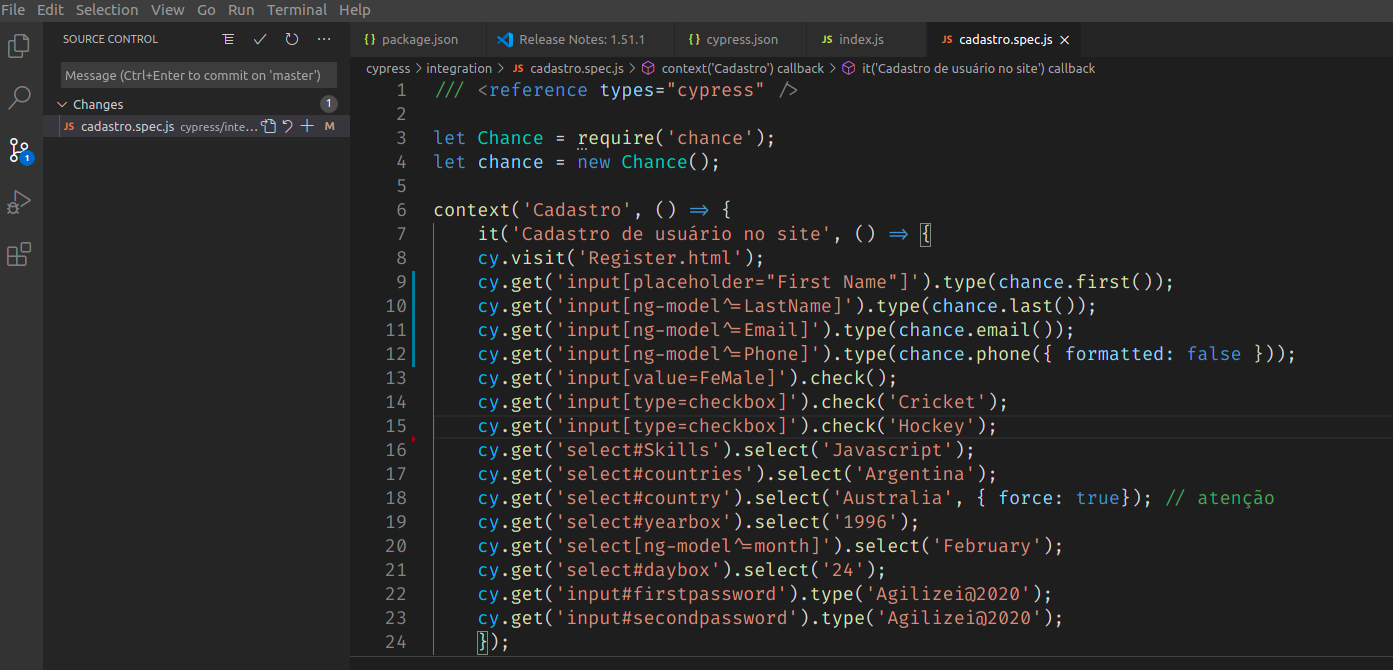 File Edit Selection View Go Run Terminal Help
SOURCE CONTROL
Message (Ctrl+Enter to commit on 'master')
Changes 1
JS cadastro.spec.js cypress/inte... M
1
{} package.json Release Notes: 1.51.1 {} cypress.json JS index.js JS cadastro.spec.js
cypress > integration > JS cadastro.spec.js > context('Cadastro') callback > it('Cadastro de usuário no site') callback
1 /// <reference types="cypress" />
2
3 let Chance = require('chance');
4 let chance = new Chance();
5
6 context('Cadastro', () => {
7 it('Cadastro de usuário no site', () => {
8 cy.visit('Register.html');
9 cy.get('input[placeholder="First Name"]').type(chance.first());
10 cy.get('input[ng-model^=LastName]').type(chance.last());
11 cy.get('input[ng-model^=Email]').type(chance.email());
12 cy.get('input[ng-model^=Phone]').type(chance.phone({ formatted: false }));
13 cy.get('input[value=FeMale]').check();
14 cy.get('input[type=checkbox]').check('Cricket');
15 cy.get('input[type=checkbox]').check('Hockey');
16 cy.get('select#Skills').select('Javascript');
17 cy.get('select#countries').select('Argentina');
18 cy.get('select#country').select('Australia', { force: true}); // atenção
19 cy.get('select#yearbox').select('1996');
20 cy.get('select[ng-model^=month]').select('February');
21 cy.get('select#daybox').select('24');
22 cy.get('input#firstpassword').type('Agilizei@2020');
23 cy.get('input#secondpassword').type('Agilizei@2020');
24 });